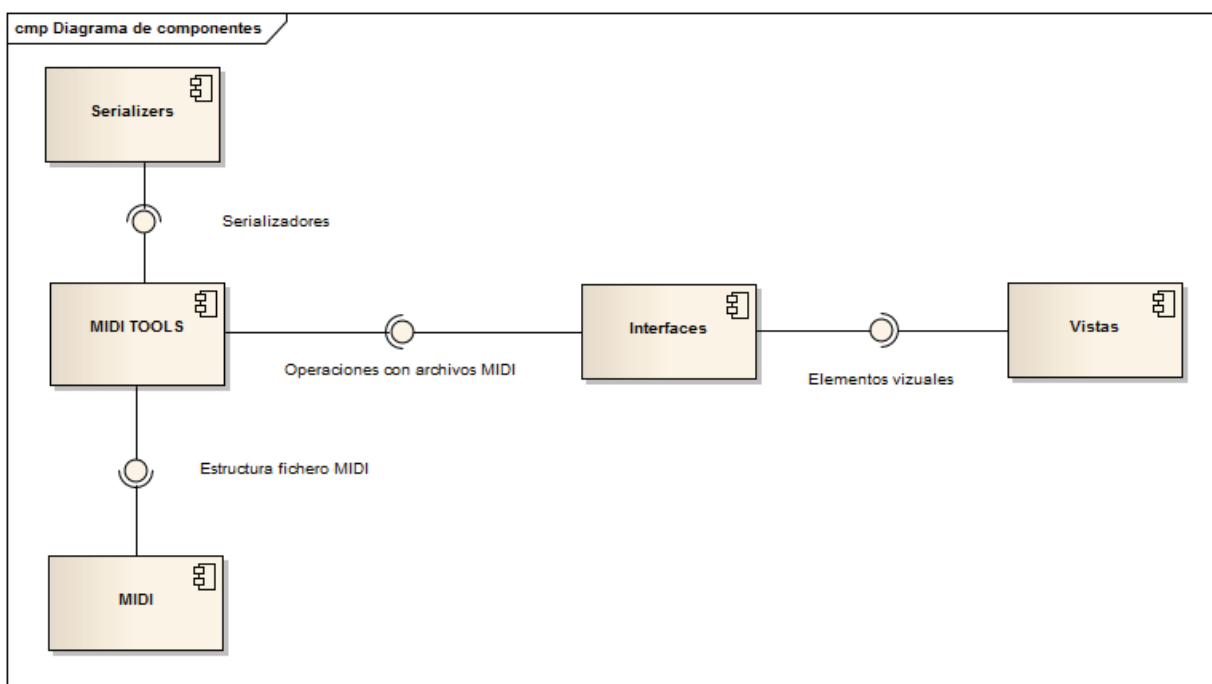 cmp Diagrama de componentes
Serializers
Serializadores
MIDI TOOLS
Interfaces
Vistas
Operaciones con archivos MIDI
Elementos vizuales
Estructura fichero MIDI
MIDI